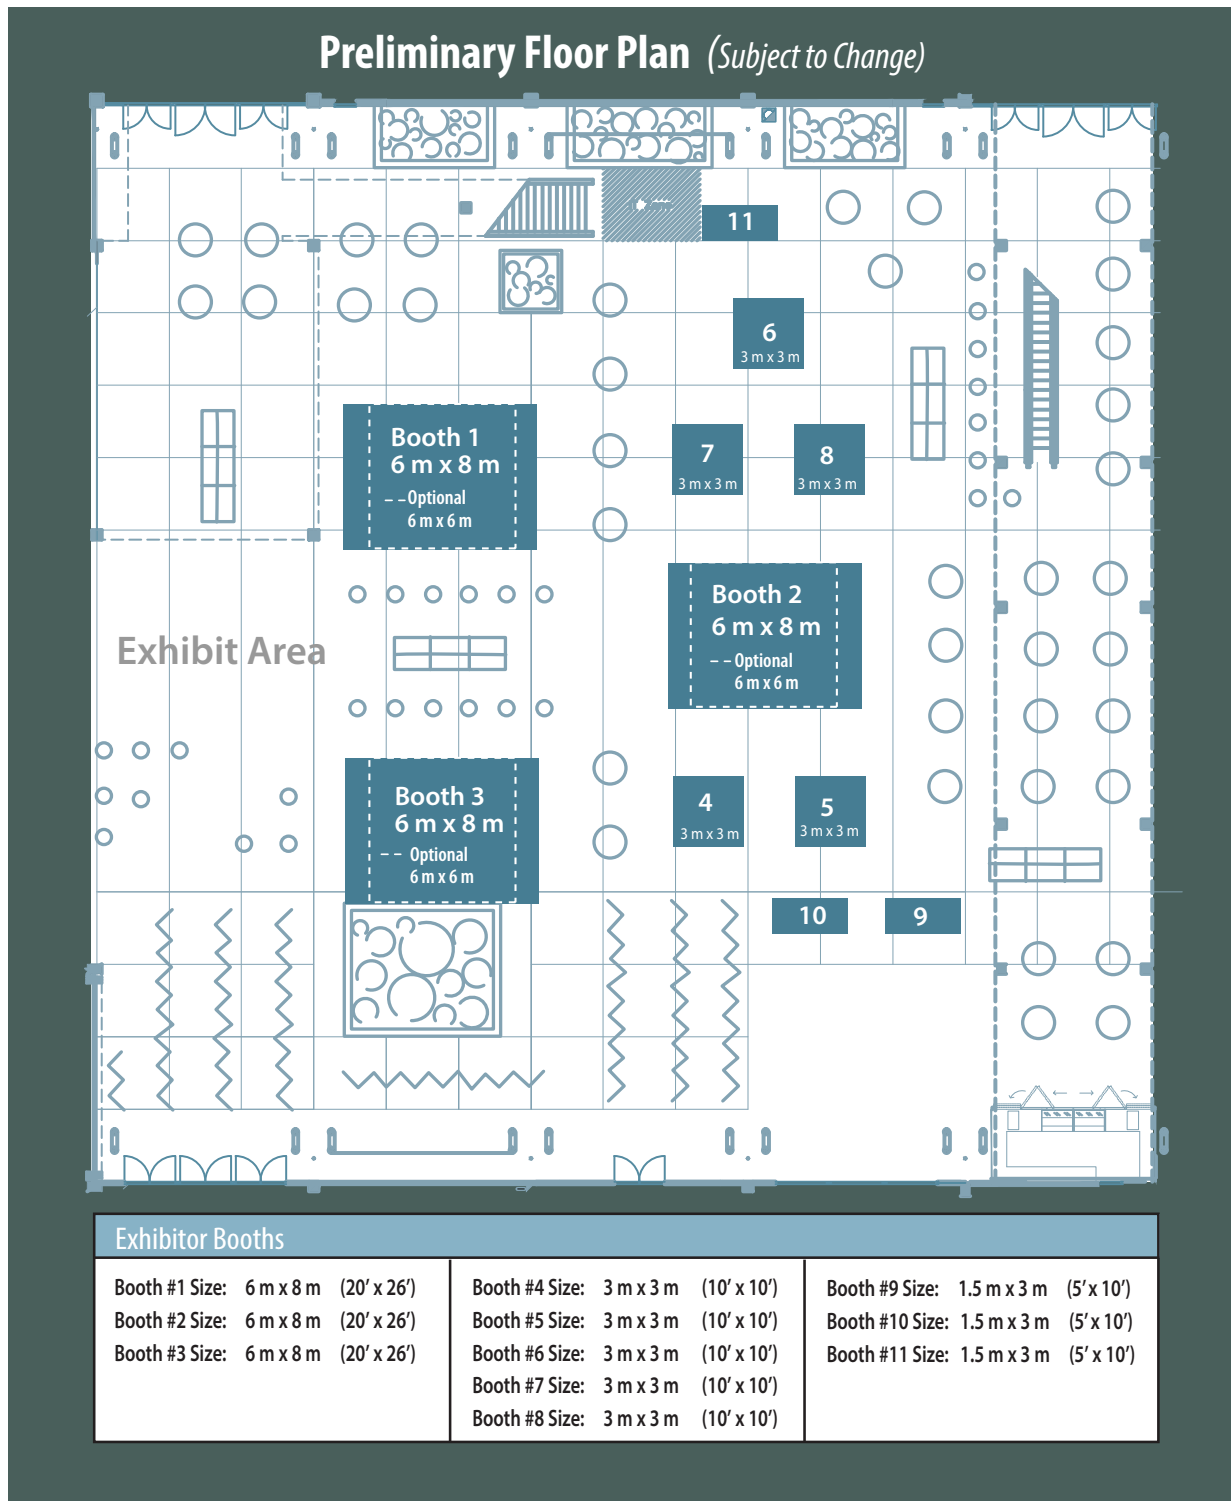 Preliminary Floor Plan (Subject to Change)
11
6
3 m x 3 m
Booth 1
6 m x 8 m
Optional
6 m x 6 m
7
3 m x 3 m
8
3 m x 3 m
Booth 2
6 m x 8 m
Optional
6 m x 6 m
Exhibit Area
Booth 3
6 m x 8 m
Optional
6 m x 6 m
4
3 m x 3 m
5
3 m x 3 m
10
9
Exhibitor Booths
Booth #1 Size: 6 m x 8 m (20’ x 26’)
Booth #2 Size: 6 m x 8 m (20’ x 26’)
Booth #3 Size: 6 m x 8 m (20’ x 26’)
Booth #4 Size: 3 m x 3 m (10’ x 10’)
Booth #5 Size: 3 m x 3 m (10’ x 10’)
Booth #6 Size: 3 m x 3 m (10’ x 10’)
Booth #7 Size: 3 m x 3 m (10’ x 10’)
Booth #8 Size: 3 m x 3 m (10’ x 10’)
Booth #9 Size: 1.5 m x 3 m (5’ x 10’)
Booth #10 Size: 1.5 m x 3 m (5’ x 10’)
Booth #11 Size: 1.5 m x 3 m (5’ x 10’)